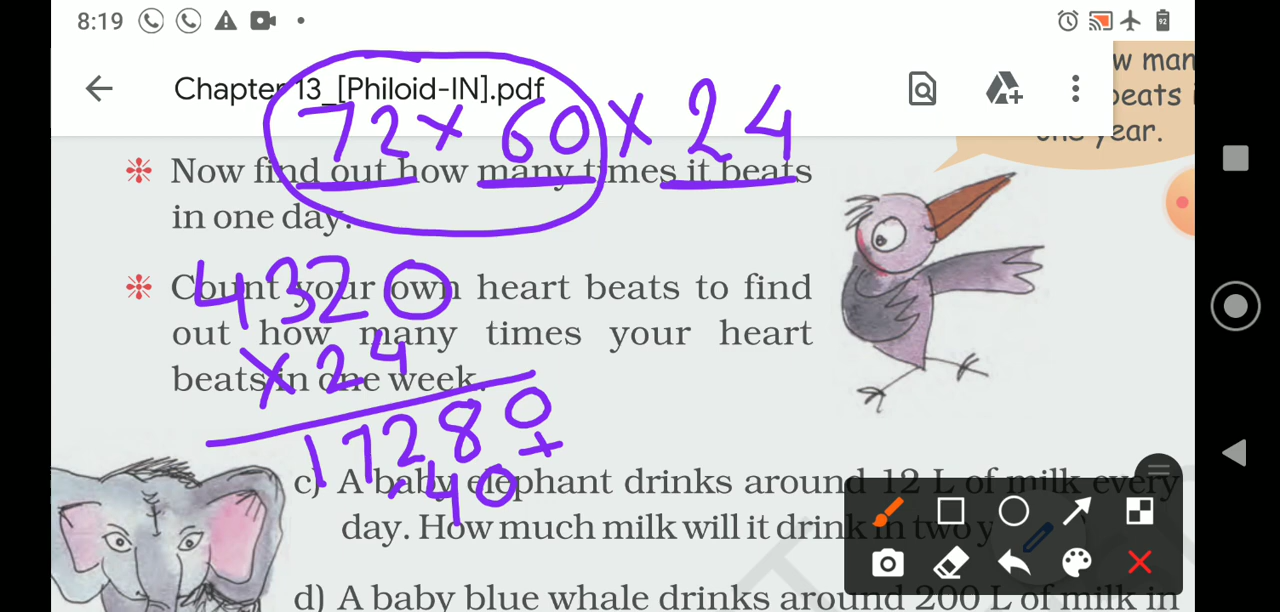 8:19
92
Chapter 13_[Philoid-IN].pdf
72 × 60 × 24
Now find out how many times it beats
in one day.
beats i
one year.
4320
Count your own heart beats to find
out how many times your heart
× 24
beats in one week.
17280
+
40
c) A baby elephant drinks around 12 L of milk every
day. How much milk will it drink in two y
d) A baby blue whale drinks around 200 L of milk in